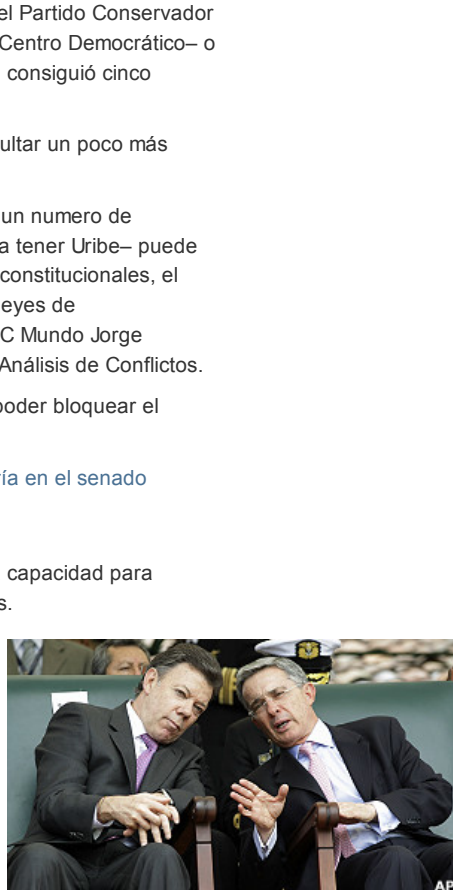 el Partido Conservador
Centro Democrático– o
consiguió cinco
ultar un poco más
un numero de
a tener Uribe– puede
constitucionales, el
eyes de
C Mundo Jorge
Análisis de Conflictos.
poder bloquear el
ría en el senado
capacidad para
s.
AP